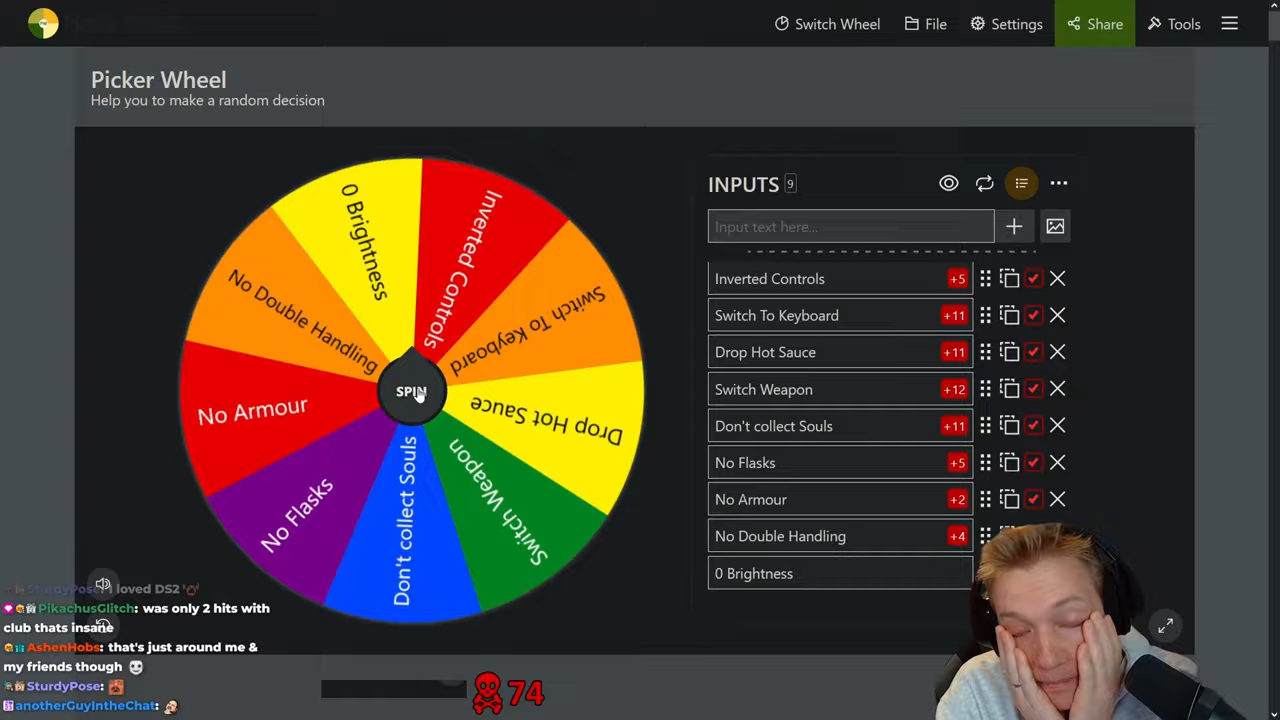 Switch Wheel
File
Settings
Share
Tools
Picker Wheel
Help you to make a random decision
0 Brightness
Inverted Controls
Switch To Keyboard
Drop Hot Sauce
Switch Weapon
Don't collect Souls
No Flasks
No Armour
No Double Handling
SPIN
INPUTS 9
Input text here...
Inverted Controls +5
Switch To Keyboard +11
Drop Hot Sauce +11
Switch Weapon +12
Don't collect Souls +11
No Flasks +5
No Armour +2
No Double Handling +4
0 Brightness
SturdyPose: I loved DS2
PikachusGlitch: was only 2 hits with
club thats insane
AshenHobs: that's just around me &
my friends though
SturdyPose:
anotherGuyIntheChat:
74